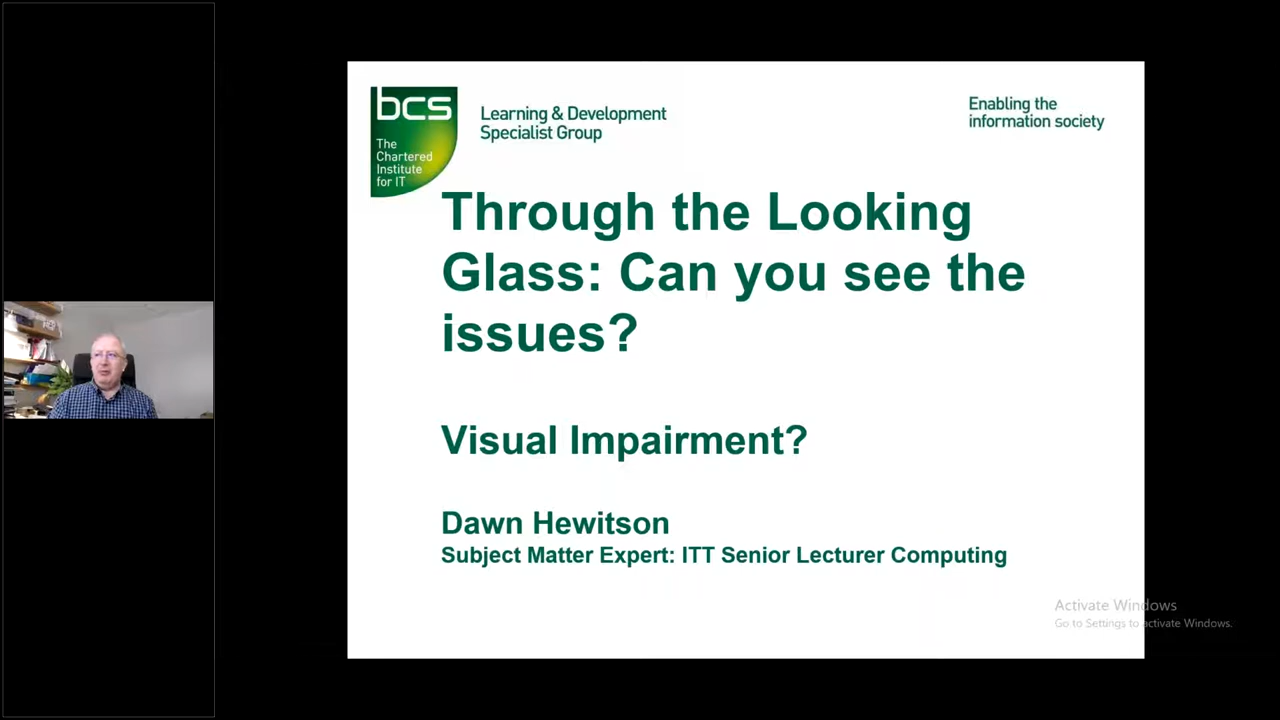 bcs
The
Chartered
Institute
for IT
Learning & Development
Specialist Group
Enabling the
information society
Through the Looking
Glass: Can you see the
issues?
Visual Impairment?
Dawn Hewitson
Subject Matter Expert: ITT Senior Lecturer Computing
Activate Windows
Go to Settings to activate Windows.